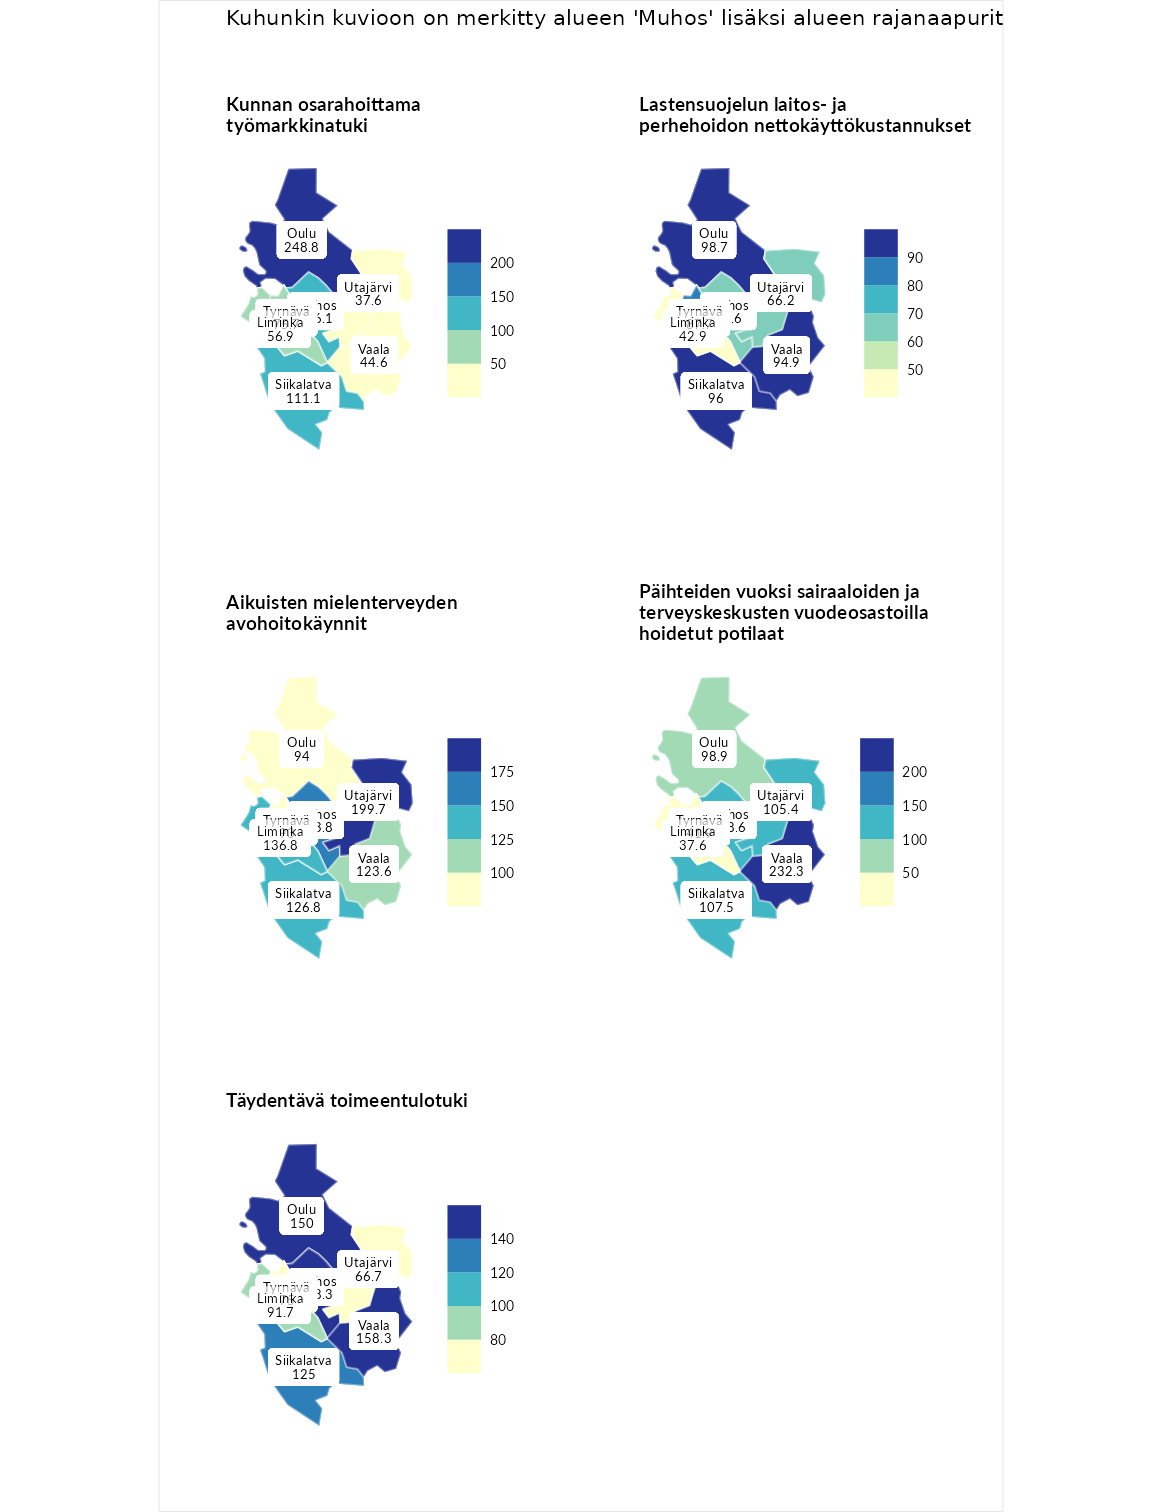 Kuhunkin kuvioon on merkitty alueen 'Muhos' lisäksi alueen rajanaapurit
Kunnan osarahoittama
työmarkkinatuki
Oulu
248.8
Utajärvi
37.6
Tyrnävä
Liminka
56.9
Vaala
44.6
Siikalatva
111.1
200
150
100
50
Lastensuojelun laitos- ja
perhehoidon nettokäyttökustannukset
Oulu
98.7
Utajärvi
66.2
Tyrnävä
Liminka
42.9
Vaala
94.9
Siikalatva
96
90
80
70
60
50
Aikuisten mielenterveyden
avohoitokäynnit
Oulu
94
Utajärvi
199.7
Tyrnävä
Liminka
136.8
Vaala
123.6
Siikalatva
126.8
175
150
125
100
Päihteiden vuoksi sairaaloiden ja
terveyskeskusten vuodeosastoilla
hoidetut potilaat
Oulu
98.9
Utajärvi
105.4
Tyrnävä
Liminka
37.6
Vaala
232.3
Siikalatva
107.5
200
150
100
50
Täydentävä toimeentulotuki
Oulu
150
Utajärvi
66.7
Tyrnävä
Liminka
91.7
Vaala
158.3
Siikalatva
125
140
120
100
80